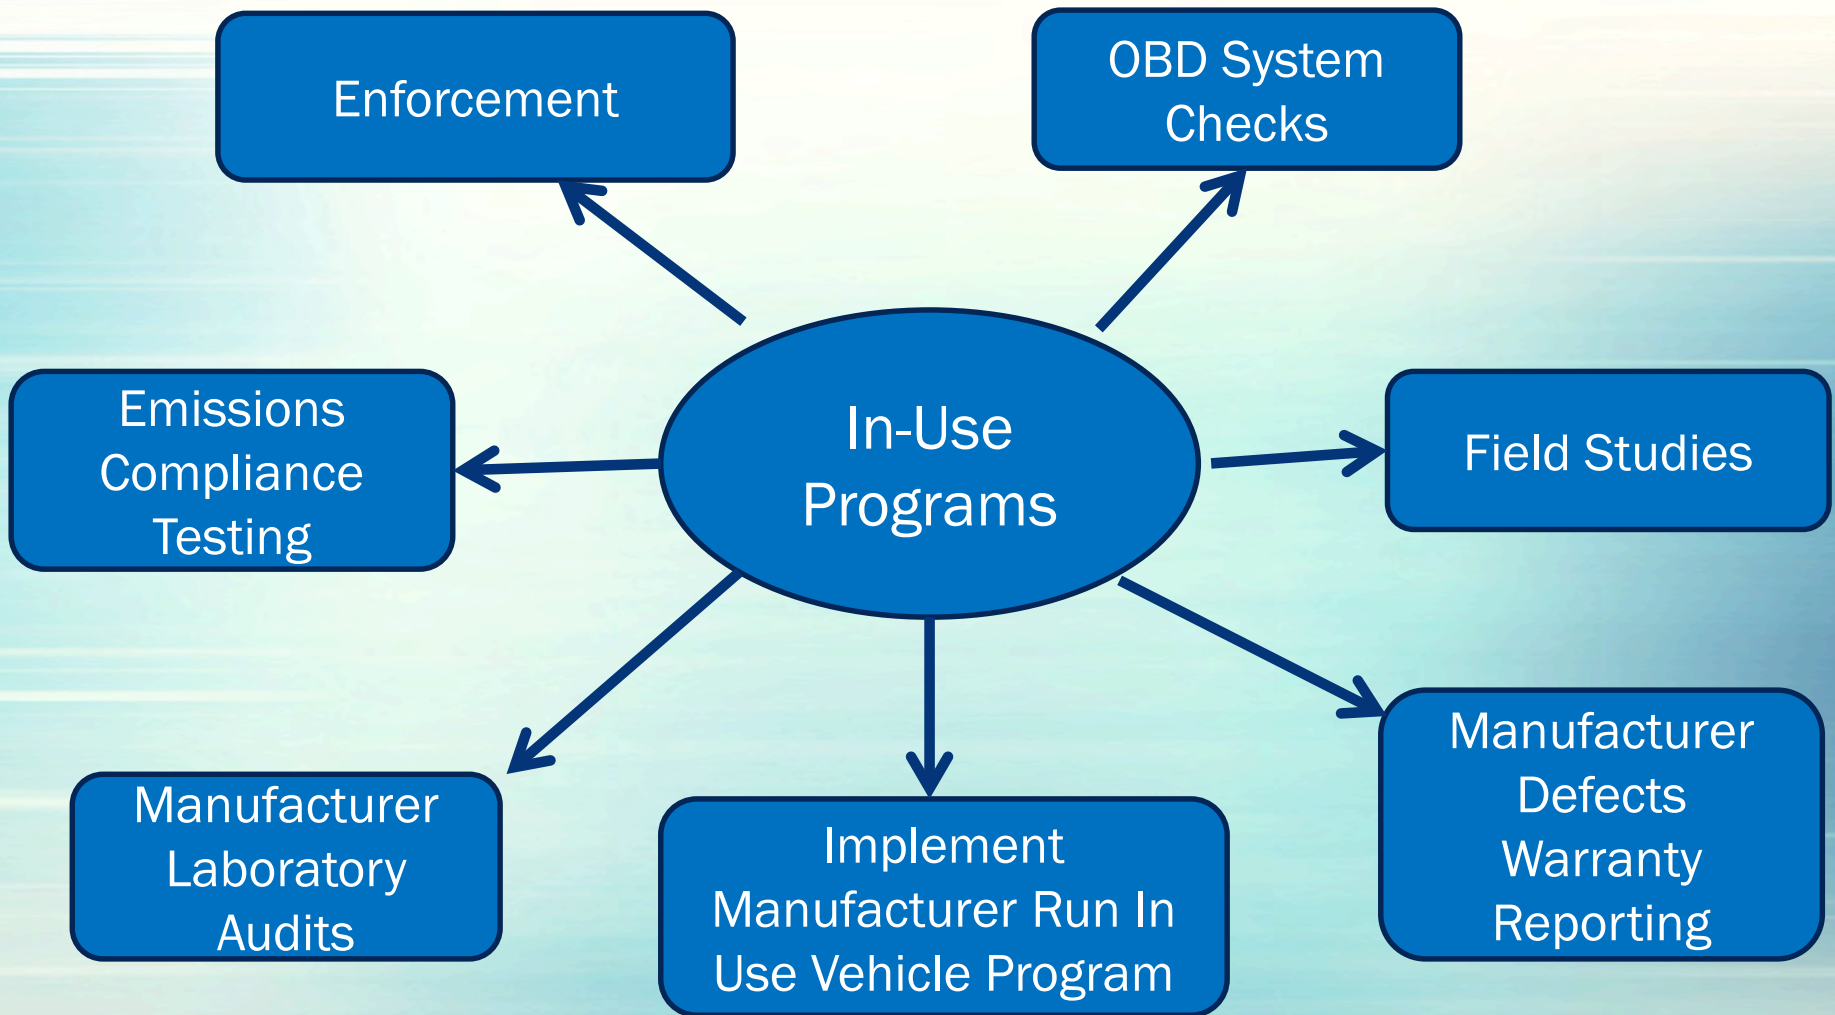 Enforcement
OBD System
Checks
Emissions
Compliance
Testing
In-Use
Programs
Field Studies
Manufacturer
Laboratory
Audits
Implement
Manufacturer Run In
Use Vehicle Program
Manufacturer
Defects
Warranty
Reporting